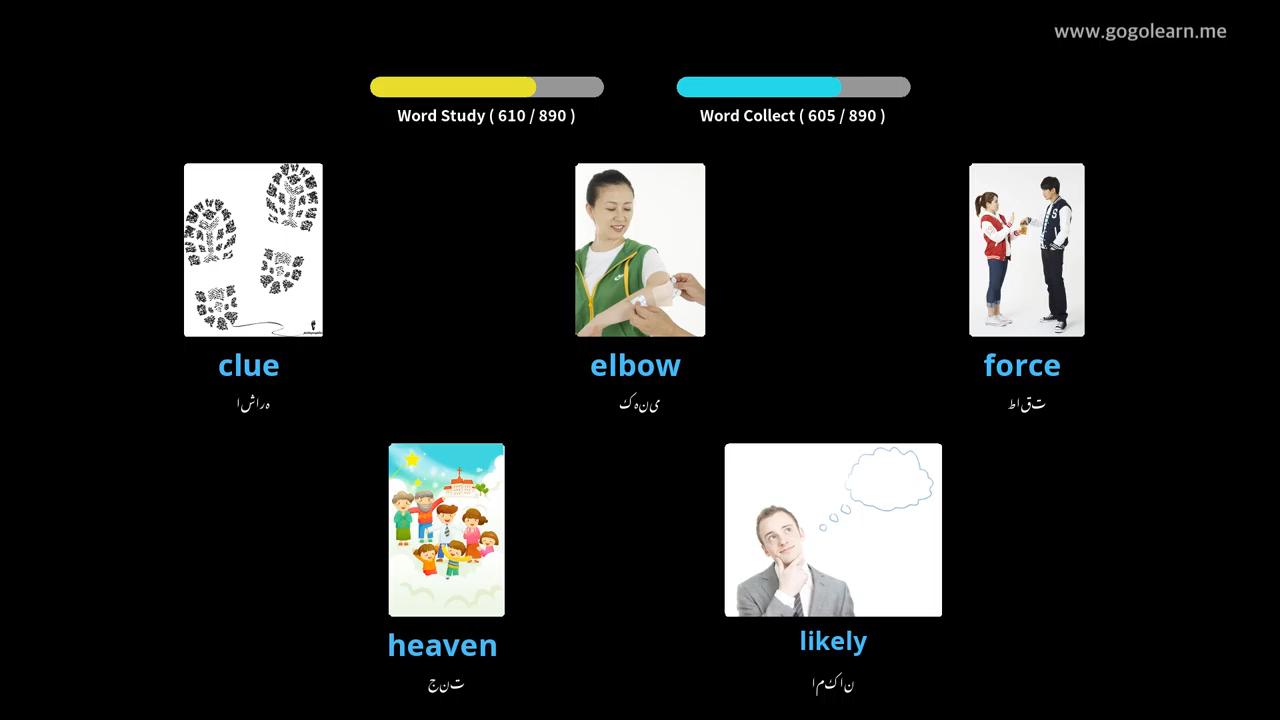 www.gogolearn.me
Word Study ( 610 / 890 )
Word Collect ( 605 / 890 )
clue
elbow
force
اشارہ
کہنی
طاقت
heaven
likely
جنت
امکان